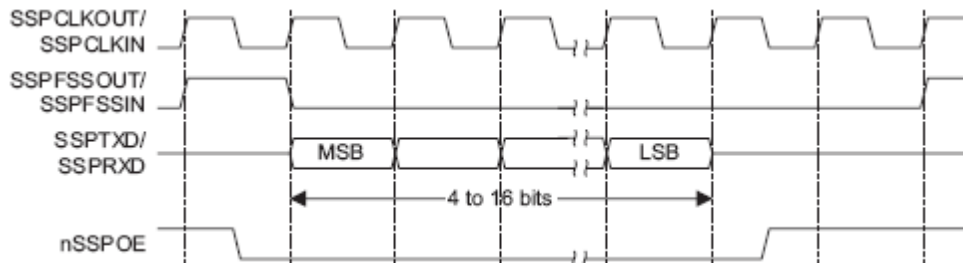 SSPCLKOUT/
SSPCLKIN
SSPFSSOUT/
SSPFSSIN
SSPTXD/
SSPRXD
MSB
LSB
4 to 16 bits
nSSPOE